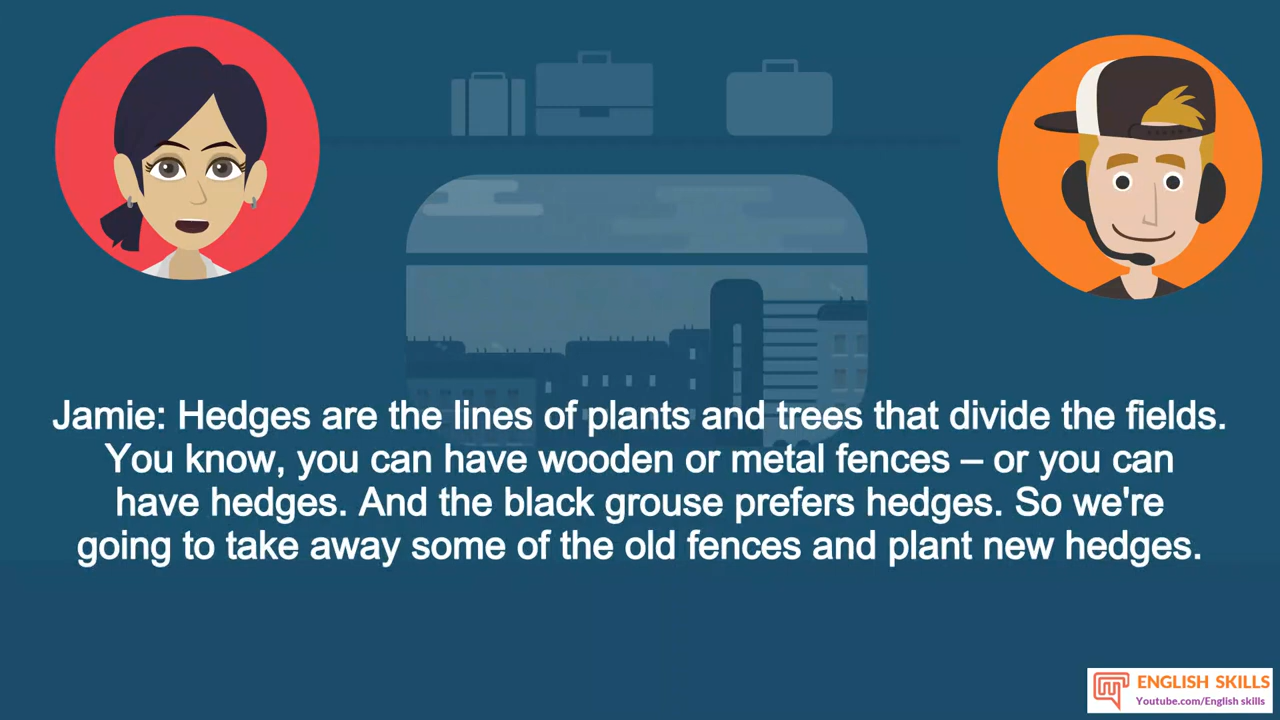 Jamie: Hedges are the lines of plants and trees that divide the fields.
You know, you can have wooden or metal fences – or you can
have hedges. And the black grouse prefers hedges. So we're
going to take away some of the old fences and plant new hedges.
ENGLISH SKILLS
Youtube.com/English skills